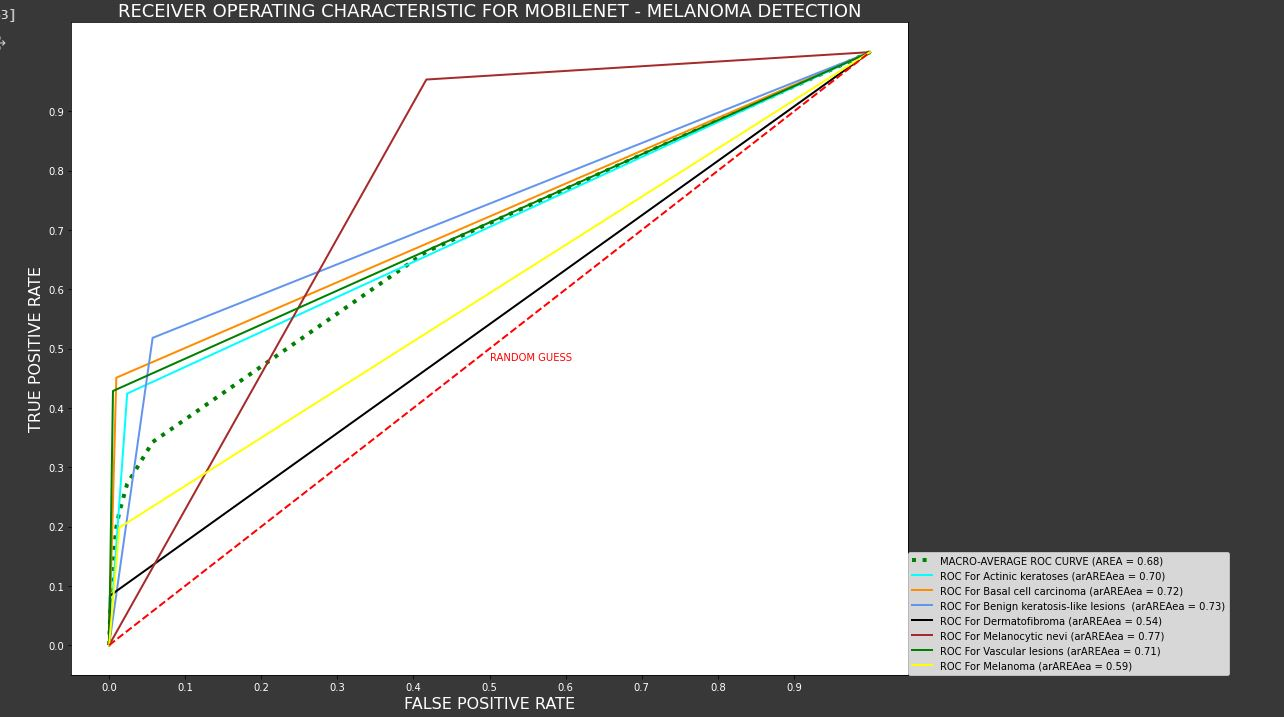 3]
RECEIVER OPERATING CHARACTERISTIC FOR MOBILENET - MELANOMA DETECTION
TRUE POSITIVE RATE
0.9
0.8
0.7
0.6
0.5
0.4
0.3
0.2
0.1
0.0
RANDOM GUESS
0.0 0.1 0.2 0.3 0.4 0.5 0.6 0.7 0.8 0.9
FALSE POSITIVE RATE
MACRO-AVERAGE ROC CURVE (AREA = 0.68)
ROC For Actinic keratoses (arAREAea = 0.70)
ROC For Basal cell carcinoma (arAREAea = 0.72)
ROC For Benign keratosis-like lesions  (arAREAea = 0.73)
ROC For Dermatofibroma (arAREAea = 0.54)
ROC For Melanocytic nevi (arAREAea = 0.77)
ROC For Vascular lesions (arAREAea = 0.71)
ROC For Melanoma (arAREAea = 0.59)